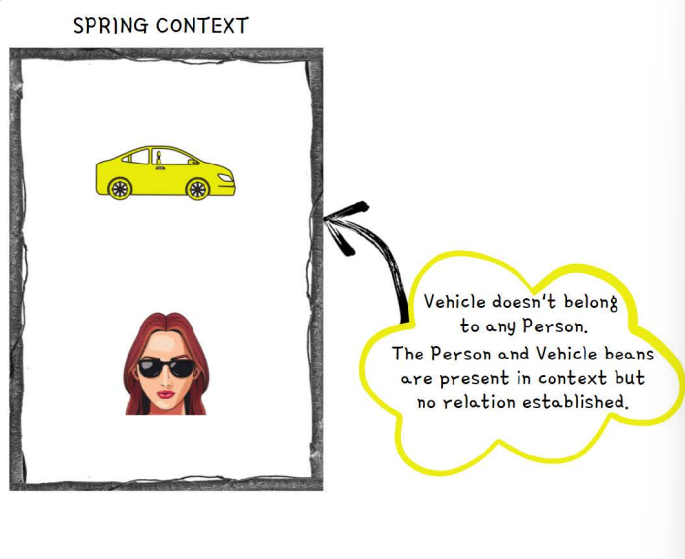 SPRING CONTEXT
Vehicle doesn't belong
to any Person.
The Person and Vehicle beans
are present in context but
no relation established.